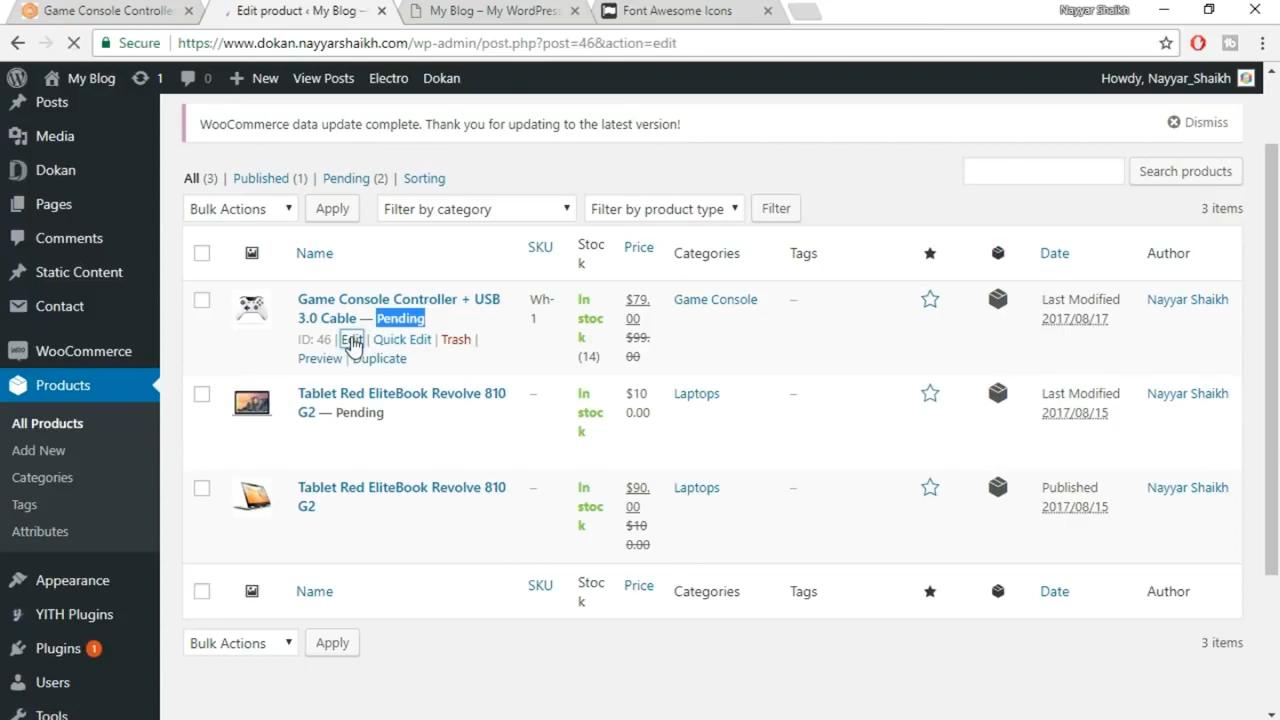 Game Console Controlle
Edit product ‹ My Blog –
My Blog – My WordPress
Font Awesome Icons
Nayyar Shaikh
Secure
https://www.dokan.nayyarshaikh.com/wp-admin/post.php?post=46&action=edit
My Blog 1 0 New View Posts Electro Dokan
Howdy, Nayyar_Shaikh
Posts
Media
Dokan
Pages
Comments
Static Content
Contact
WooCommerce
Products
All Products
Add New
Categories
Tags
Attributes
Appearance
YITH Plugins
Plugins 1
Users
Tools
WooCommerce data update complete. Thank you for updating to the latest version!
Dismiss
All (3) | Published (1) | Pending (2) | Sorting
Search products
Bulk Actions
Apply
Filter by category
Filter by product type
Filter
3 items
Name
SKU
Stoc
k
Price
Categories
Tags
Date
Author
Game Console Controller + USB
3.0 Cable — Pending
ID: 46 | Edit | Quick Edit | Trash |
Preview | Duplicate
Wh-
1
In
stoc
k
(14)
$79.
00
$99.
00
Game Console
–
Last Modified
2017/08/17
Nayyar Shaikh
Tablet Red EliteBook Revolve 810
G2 — Pending
–
In
stoc
k
$10
0.00
Laptops
–
Last Modified
2017/08/15
Nayyar Shaikh
Tablet Red EliteBook Revolve 810
G2
–
In
stoc
k
$90.
00
$10
0.00
Laptops
–
Published
2017/08/15
Nayyar Shaikh
Name
SKU
Stoc
k
Price
Categories
Tags
Date
Author
Bulk Actions
Apply
3 items